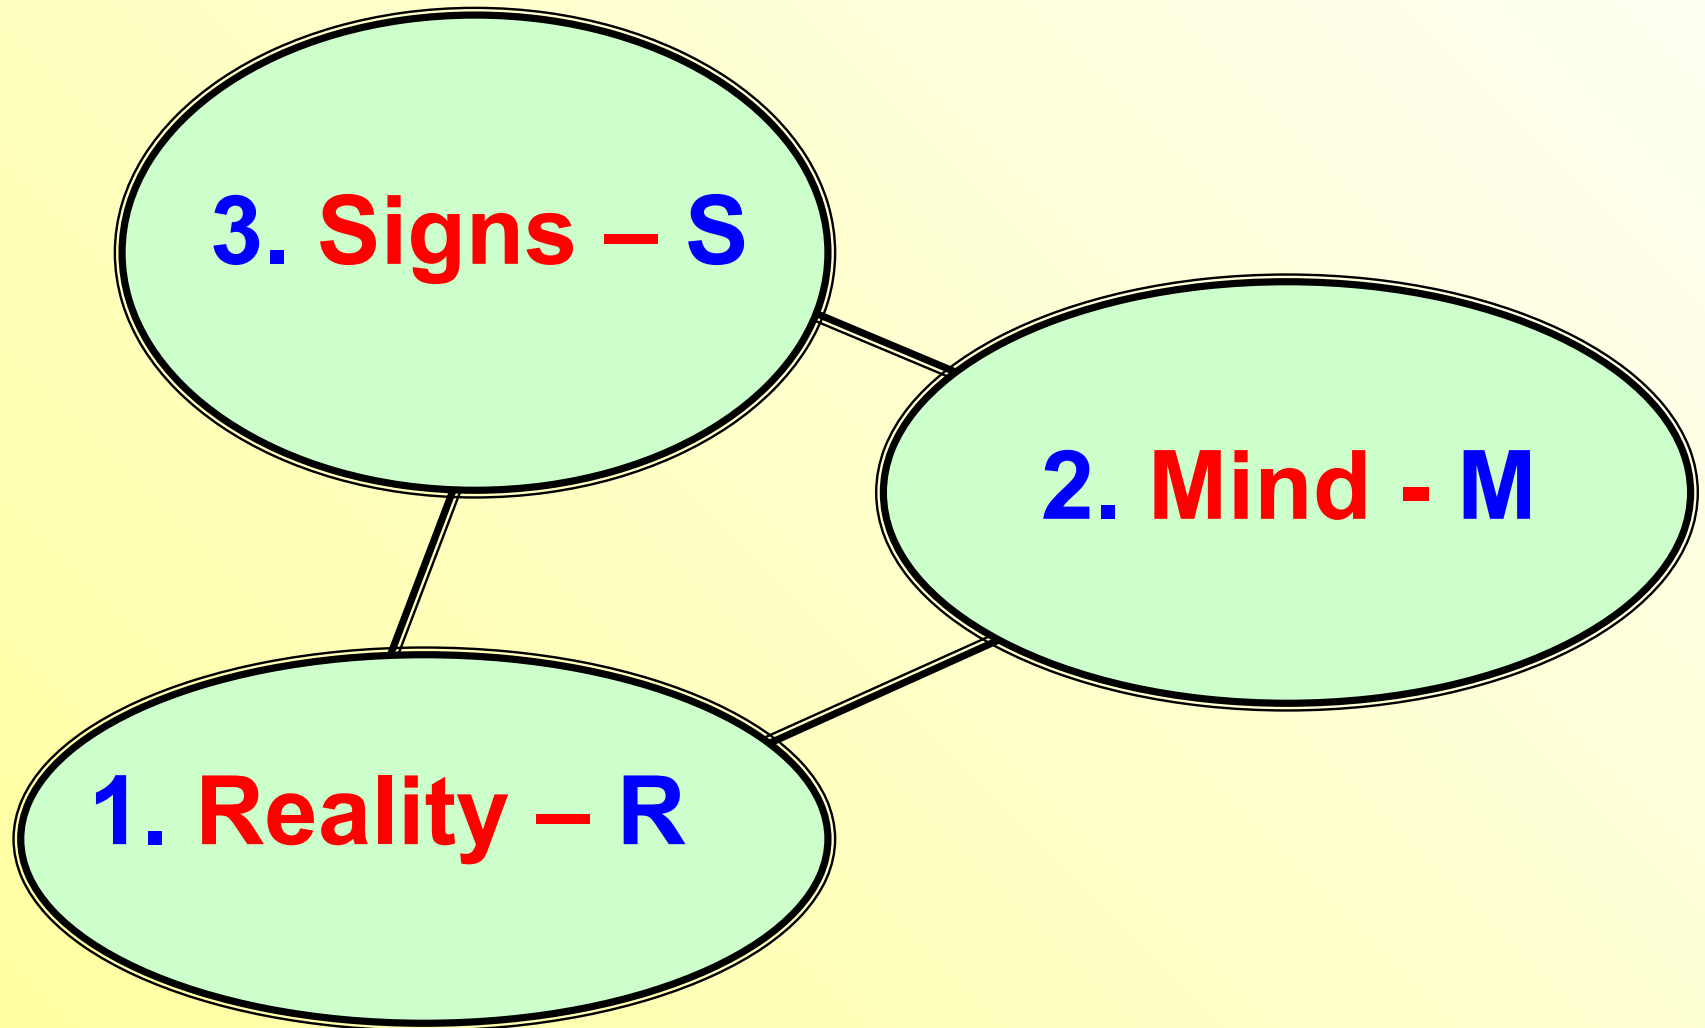 3. Signs – S
2. Mind - M
1. Reality – R